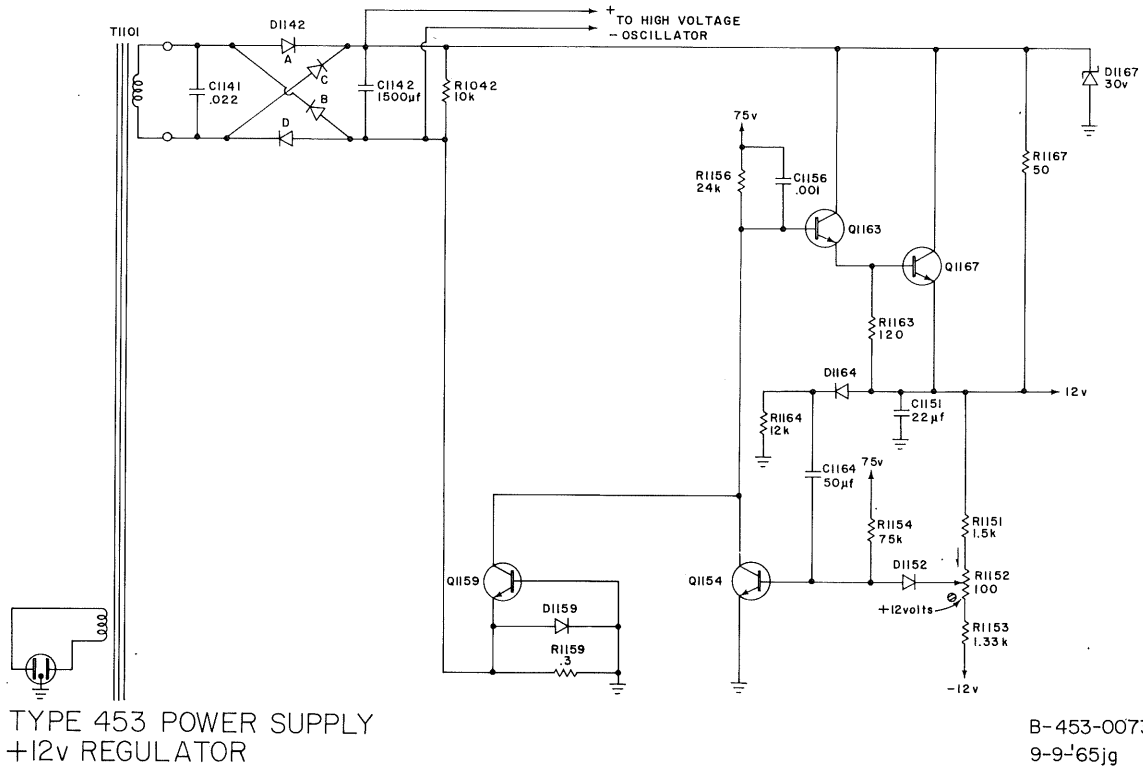 T1101
D1142
A
C
B
D
C1141
.022
C1142
1500µf
R1042
10k
+ TO HIGH VOLTAGE
- OSCILLATOR
D1167
30v
75v
R1156
24k
C1156
.001
Q1163
Q1167
R1167
50
R1163
120
D1164
12v
R1164
12k
C1151
22µf
C1164
50µf
75v
R1154
75k
R1151
1.5k
Q1159
Q1154
D1152
R1152
100
+12volts
D1159
R1159
.3
R1153
1.33k
-12v
TYPE 453 POWER SUPPLY
+12v REGULATOR
B-453-0073
9-9-'65jg